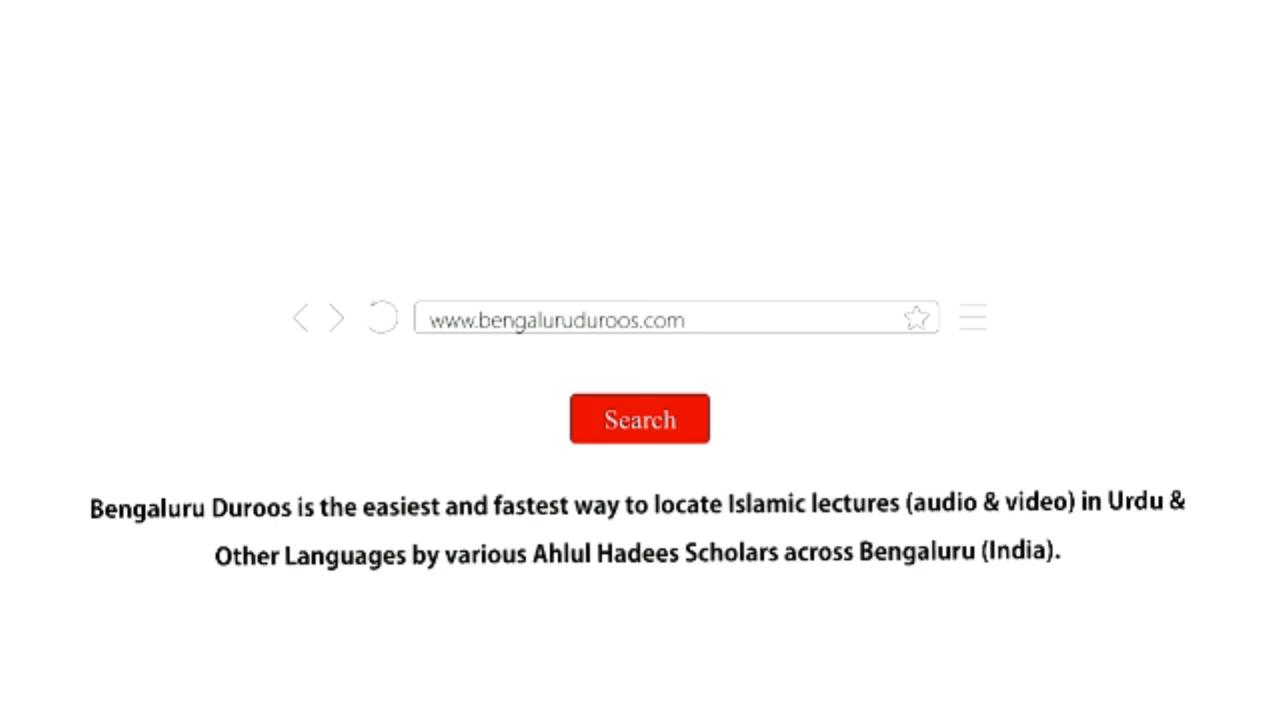 www.bengaluruduroos.com
Search
Bengaluru Duroos is the easiest and fastest way to locate Islamic lectures (audio & video) in Urdu &
Other Languages by various Ahlul Hadees Scholars across Bengaluru (India).